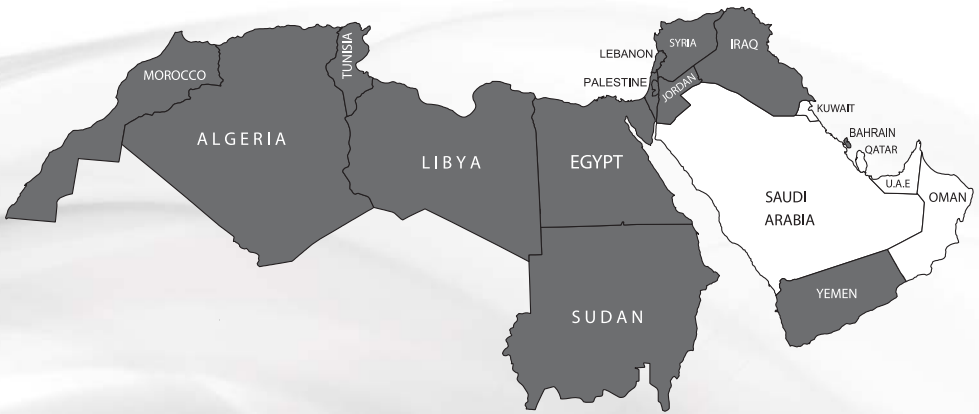 MOROCCO
ALGERIA
TUNISIA
LIBYA
EGYPT
SUDAN
LEBANON
PALESTINE
SYRIA
JORDAN
IRAQ
KUWAIT
BAHRAIN
QATAR
U.A.E
OMAN
SAUDI
ARABIA
YEMEN